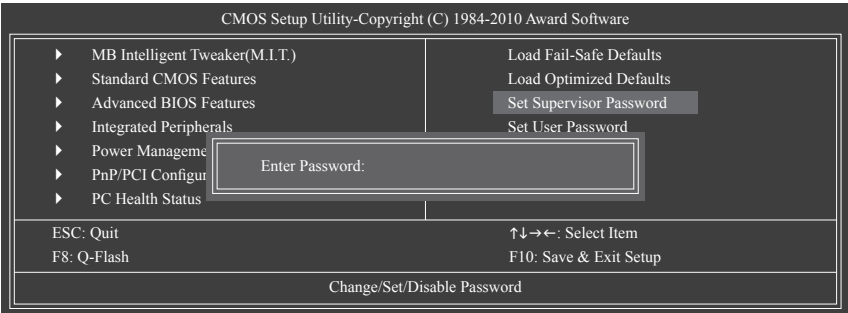 CMOS Setup Utility-Copyright (C) 1984-2010 Award Software
MB Intelligent Tweaker(M.I.T.)
Standard CMOS Features
Advanced BIOS Features
Integrated Peripherals
Power Manageme
PnP/PCI Configur
PC Health Status
Load Fail-Safe Defaults
Load Optimized Defaults
Set Supervisor Password
Set User Password
Enter Password:
ESC: Quit
F8: Q-Flash
↑↓→←: Select Item
F10: Save & Exit Setup
Change/Set/Disable Password